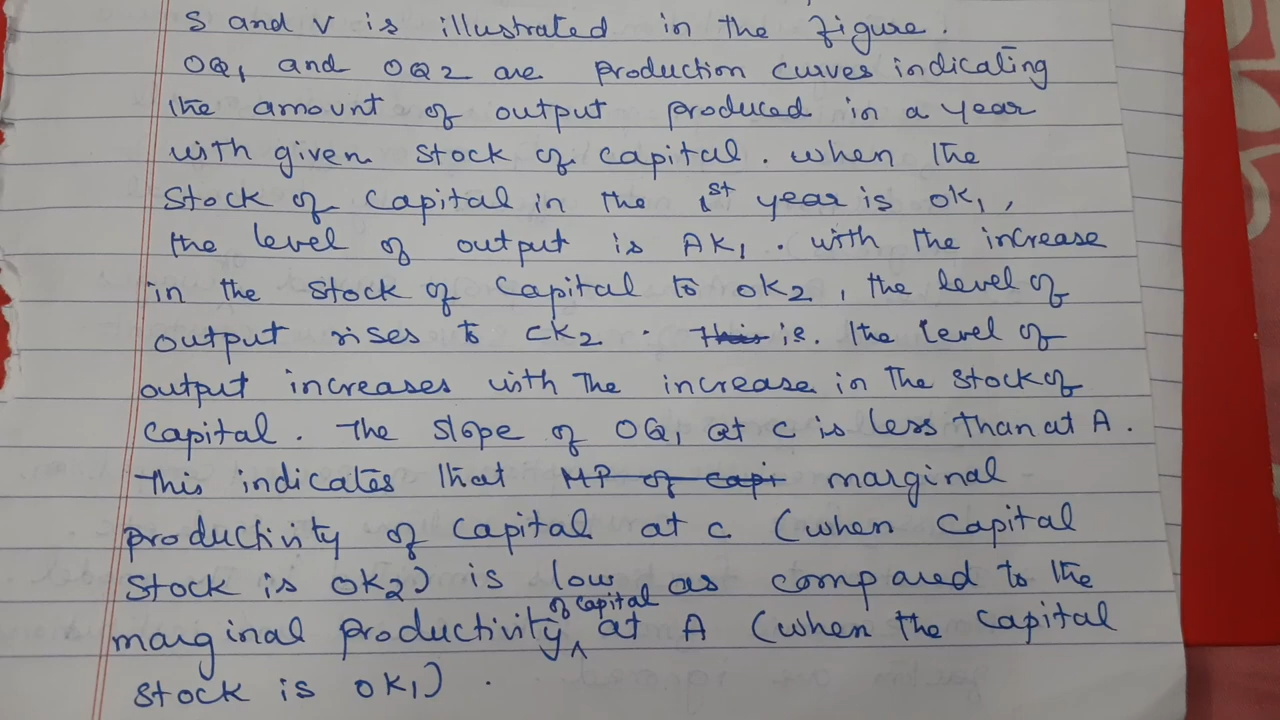 S and V is illustrated in the figure.
OQ1 and OQ2 are production curves indicating
the amount of output produced in a year
with given stock of capital. when the
stock of capital in the 1st year is OK1,
the level of output is AK1. with the increase
in the stock of capital to OK2, the level of
output rises to CK2. This is. the level of
output increases with the increase in the stock of
capital. The slope of OQ1 at C is less than at A.
This indicates that MP of capi marginal
productivity of capital at C (when capital
stock is OK2) is low as compared to the
marginal productivity of capital at A (when the capital
stock is OK1).